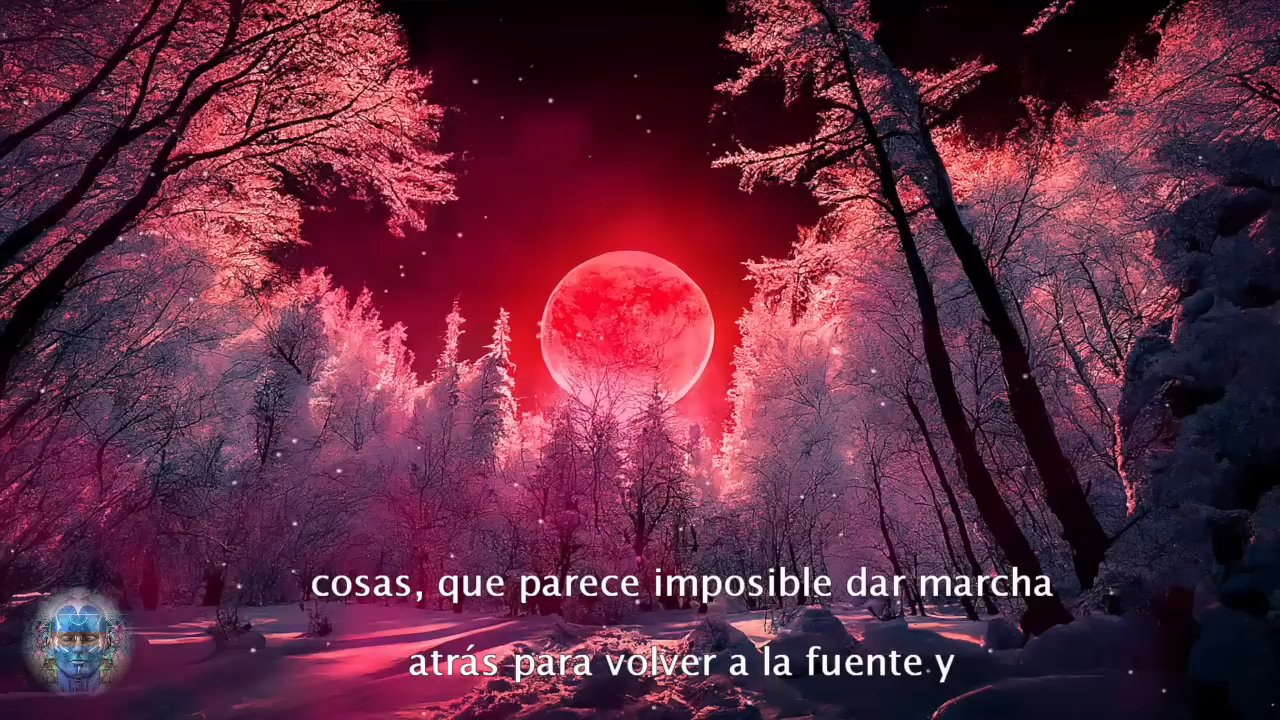 cosas, que parece imposible dar marcha
atrás para volver a la fuente y